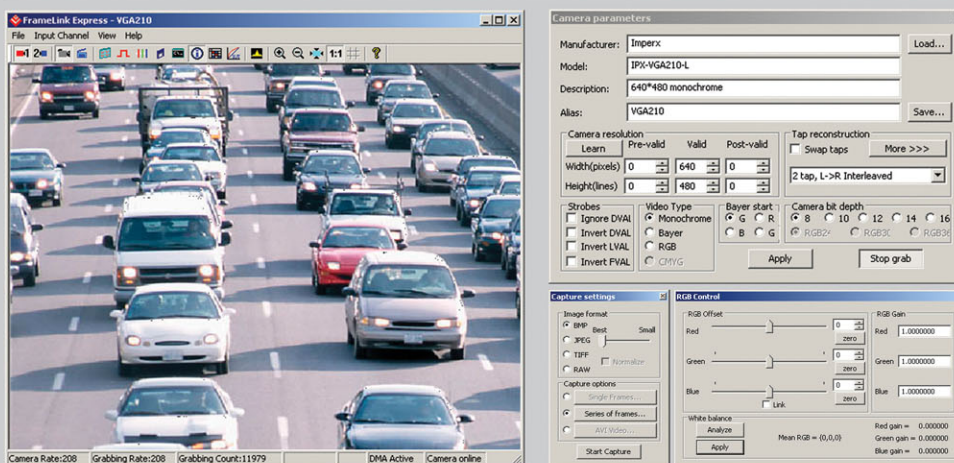 FrameLink Express - VGA210
File Input Channel View Help
1 2 1:1 ?
Camera Rate:208 Grabbing Rate:208 Grabbing Count:11979 DMA Active Camera online
Camera parameters
Manufacturer: Imperx Load...
Model: IPX-VGA210-L
Description: 640*480 monochrome
Alias: VGA210 Save...
Camera resolution
Learn Pre-valid Valid Post-valid
Width(pixels) 0 640 0
Height(lines) 0 480 0
Tap reconstruction
Swap taps More >>>
2 tap, L->R Interleaved
Strobes
Ignore DVAL
Invert DVAL
Invert LVAL
Invert FVAL
Video Type
Monochrome
Bayer
RGB
CMYG
Bayer start
G R
B G
Camera bit depth
8 10 12 14 16
RGB24 RGB30 RGB36
Apply Stop grab
Capture settings
Image format
BMP Best Small
JPEG
TIFF Normalize
RAW
Capture options
Single Frames...
Series of frames...
AVI Video...
Start Capture
RGB Control
RGB Offset
Red 0
zero
Green 0
zero
Blue 0
zero
Link
RGB Gain
Red 1.0000000
Green 1.0000000
Blue 1.0000000
White balance
Analyze
Apply
Mean RGB = {0,0,0}
Red gain = 0.000000
Green gain = 0.000000
Blue gain = 0.000000